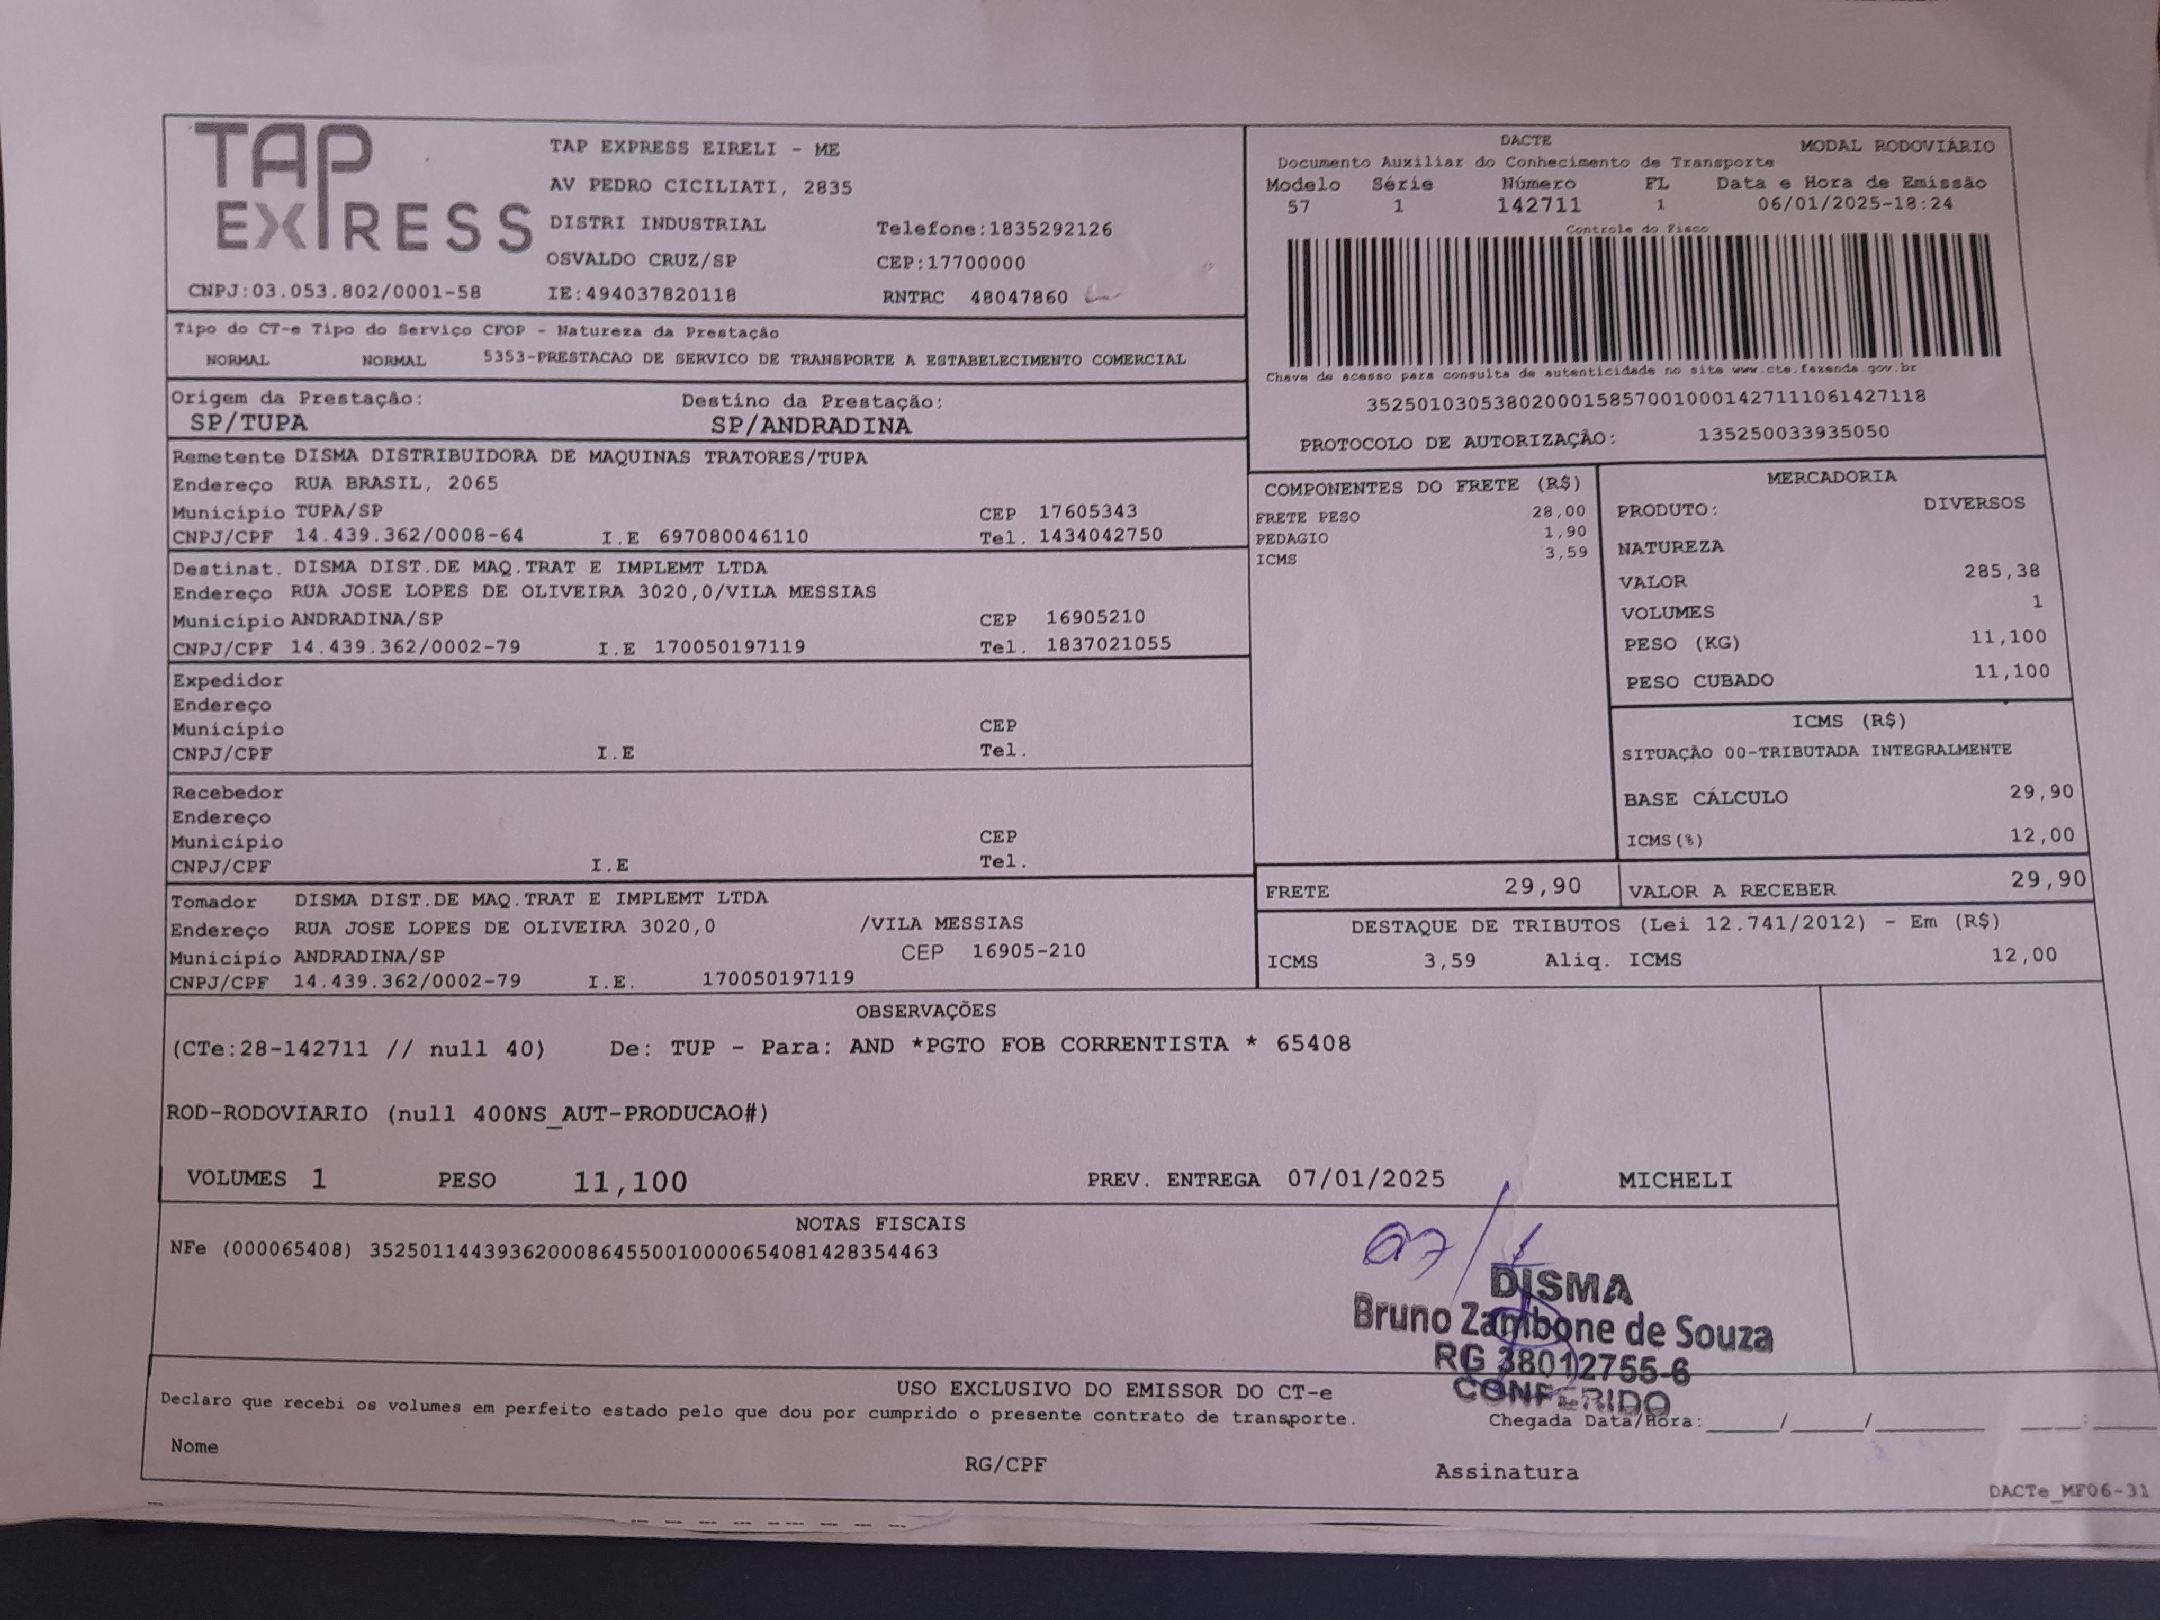 TAP
EXPRESS
TAP EXPRESS EIRELI - ME
AV PEDRO CICILIATI, 2835
DISTRI INDUSTRIAL Telefone:1835292126
OSVALDO CRUZ/SP CEP:17700000
CNPJ:03.053.802/0001-58 IE:494037820118 RNTRC 48047860
DACTE MODAL RODOVIÁRIO
Documento Auxiliar do Conhecimento de Transporte
Modelo Série Número FL Data e Hora de Emissão
57 1 142711 1 06/01/2025-18:24
Controle do Fisco
Chave de acesso para consulta de autenticidade no site www.cte.fazenda.gov.br
35250103053802000158570010001427111061427118
PROTOCOLO DE AUTORIZAÇÃO: 135250033935050
Tipo do CT-e Tipo do Serviço CFOP - Natureza da Prestação
NORMAL NORMAL 5353-PRESTACAO DE SERVICO DE TRANSPORTE A ESTABELECIMENTO COMERCIAL
Origem da Prestação: Destino da Prestação:
SP/TUPA SP/ANDRADINA
Remetente DISMA DISTRIBUIDORA DE MAQUINAS TRATORES/TUPA
Endereço RUA BRASIL, 2065
Município TUPA/SP CEP 17605343
CNPJ/CPF 14.439.362/0008-64 I.E 697080046110 Tel. 1434042750
Destinat. DISMA DIST.DE MAQ.TRAT E IMPLEMT LTDA
Endereço RUA JOSE LOPES DE OLIVEIRA 3020,0/VILA MESSIAS
Município ANDRADINA/SP CEP 16905210
CNPJ/CPF 14.439.362/0002-79 I.E 170050197119 Tel. 1837021055
Expedidor
Endereço
Município CEP
CNPJ/CPF I.E Tel.
Recebedor
Endereço
Município CEP
CNPJ/CPF I.E Tel.
Tomador DISMA DIST.DE MAQ.TRAT E IMPLEMT LTDA
Endereço RUA JOSE LOPES DE OLIVEIRA 3020,0 /VILA MESSIAS
Município ANDRADINA/SP CEP 16905-210
CNPJ/CPF 14.439.362/0002-79 I.E. 170050197119
COMPONENTES DO FRETE (R$)
FRETE PESO 28,00
PEDAGIO 1,90
ICMS 3,59
MERCADORIA
PRODUTO: DIVERSOS
NATUREZA
VALOR 285,38
VOLUMES 1
PESO (KG) 11,100
PESO CUBADO 11,100
ICMS (R$)
SITUAÇÃO 00-TRIBUTADA INTEGRALMENTE
BASE CÁLCULO 29,90
ICMS(%) 12,00
FRETE 29,90 VALOR A RECEBER 29,90
DESTAQUE DE TRIBUTOS (Lei 12.741/2012) - Em (R$)
ICMS 3,59 Aliq. ICMS 12,00
OBSERVAÇÕES
(CTe:28-142711 // null 40) De: TUP - Para: AND *PGTO FOB CORRENTISTA * 65408
ROD-RODOVIARIO (null 400NS_AUT-PRODUCAO#)
VOLUMES 1 PESO 11,100 PREV. ENTREGA 07/01/2025 MICHELI
NOTAS FISCAIS
NFe (000065408) 35250114439362000864550010000654081428354463
07/1
DISMA
Bruno Zambone de Souza
RG 38012755-6
CONFERIDO
USO EXCLUSIVO DO EMISSOR DO CT-e
Declaro que recebi os volumes em perfeito estado pelo que dou por cumprido o presente contrato de transporte.
Chegada Data/Hora:_____/_____/________ ____:____
Nome RG/CPF Assinatura
DACTe_MF06-31